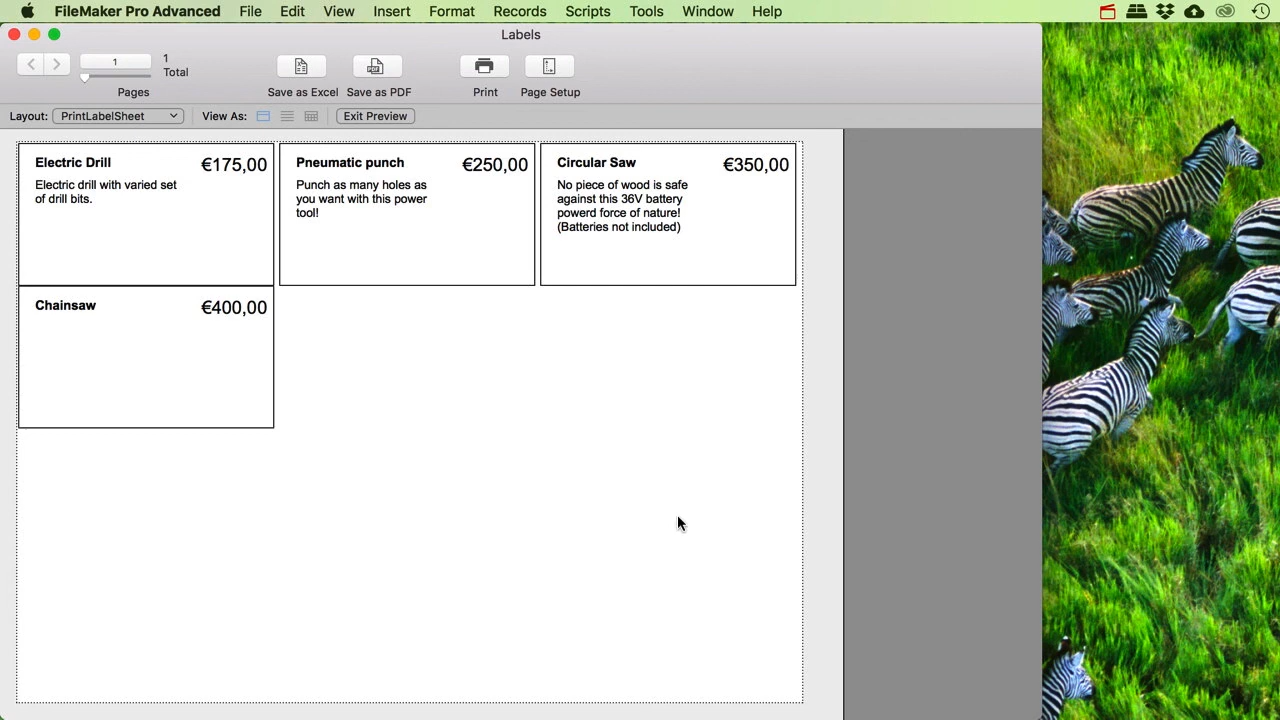 FileMaker Pro Advanced File Edit View Insert Format Records Scripts Tools Window Help
Labels
1
1
Total
Pages
Save as Excel
Save as PDF
Print
Page Setup
Layout: PrintLabelSheet
View As:
Exit Preview
Electric Drill
€175,00
Electric drill with varied set
of drill bits.
Pneumatic punch
€250,00
Punch as many holes as
you want with this power
tool!
Circular Saw
€350,00
No piece of wood is safe
against this 36V battery
powerd force of nature!
(Batteries not included)
Chainsaw
€400,00